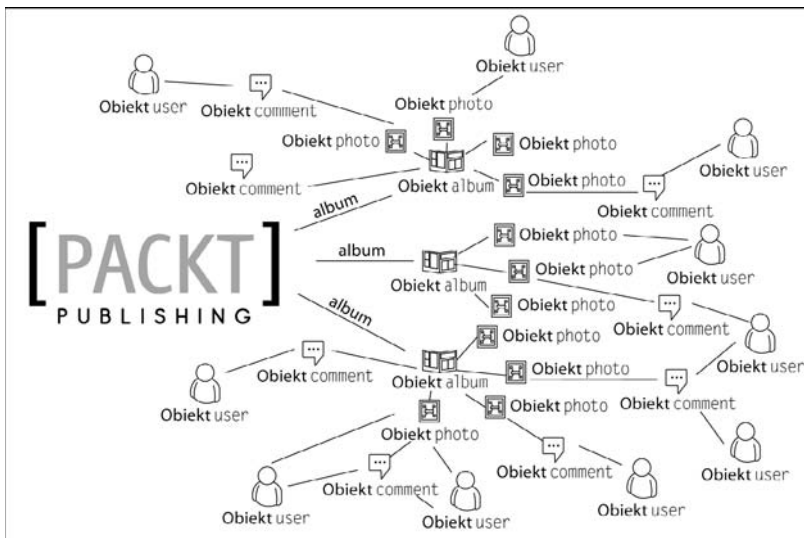 Obiekt user
Obiekt user
Obiekt photo
Obiekt comment
Obiekt photo
Obiekt photo
Obiekt user
Obiekt comment
Obiekt album
Obiekt photo
Obiekt comment
album
[PACKT]
PUBLISHING
album
Obiekt photo
Obiekt photo
Obiekt user
Obiekt album
Obiekt photo
album
Obiekt comment
Obiekt photo
Obiekt user
Obiekt comment
Obiekt album
Obiekt photo
Obiekt comment
Obiekt user
Obiekt photo
Obiekt photo
Obiekt comment
Obiekt user
Obiekt comment
Obiekt user
Obiekt user
Obiekt user